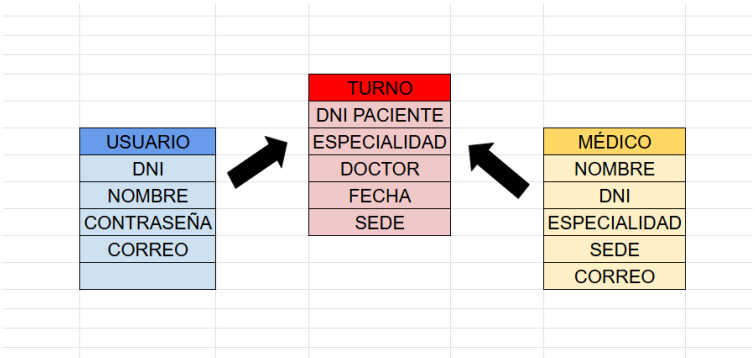 USUARIO
DNI
NOMBRE
CONTRASEÑA
CORREO
TURNO
DNI PACIENTE
ESPECIALIDAD
DOCTOR
FECHA
SEDE
MÉDICO
NOMBRE
DNI
ESPECIALIDAD
SEDE
CORREO